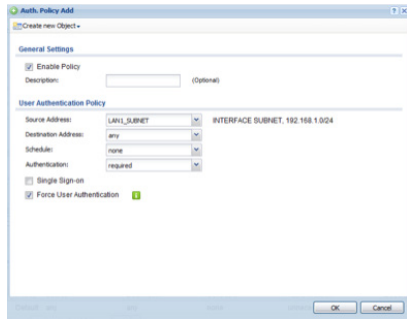 Auth. Policy Add
Create new Object
General Settings
Enable Policy
Description: (Optional)
User Authentication Policy
Source Address: LAN1_SUBNET INTERFACE SUBNET, 192.168.1.0/24
Destination Address: any
Schedule: none
Authentication: required
Single Sign-on
Force User Authentication
OK Cancel